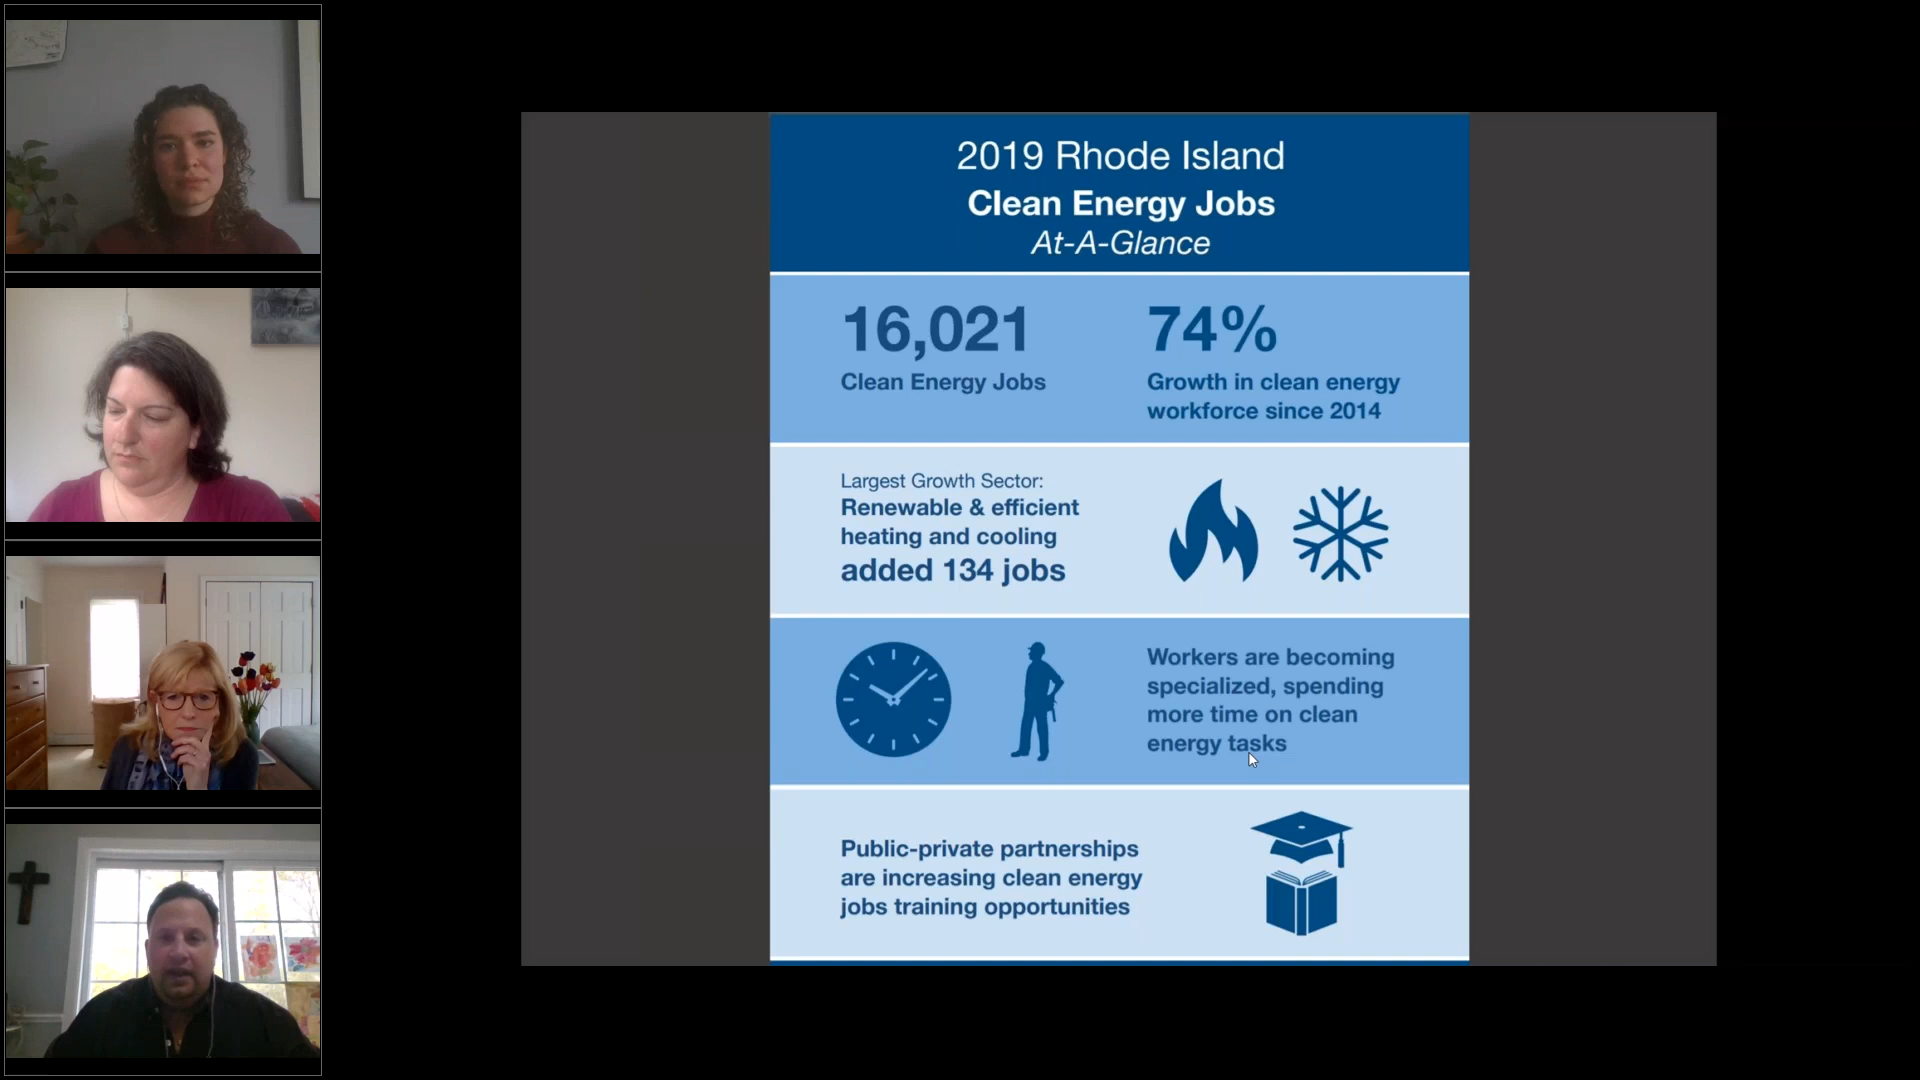 2019 Rhode Island
Clean Energy Jobs
At-A-Glance
16,021
Clean Energy Jobs
74%
Growth in clean energy
workforce since 2014
Largest Growth Sector:
Renewable & efficient
heating and cooling
added 134 jobs
Workers are becoming
specialized, spending
more time on clean
energy tasks
Public-private partnerships
are increasing clean energy
jobs training opportunities